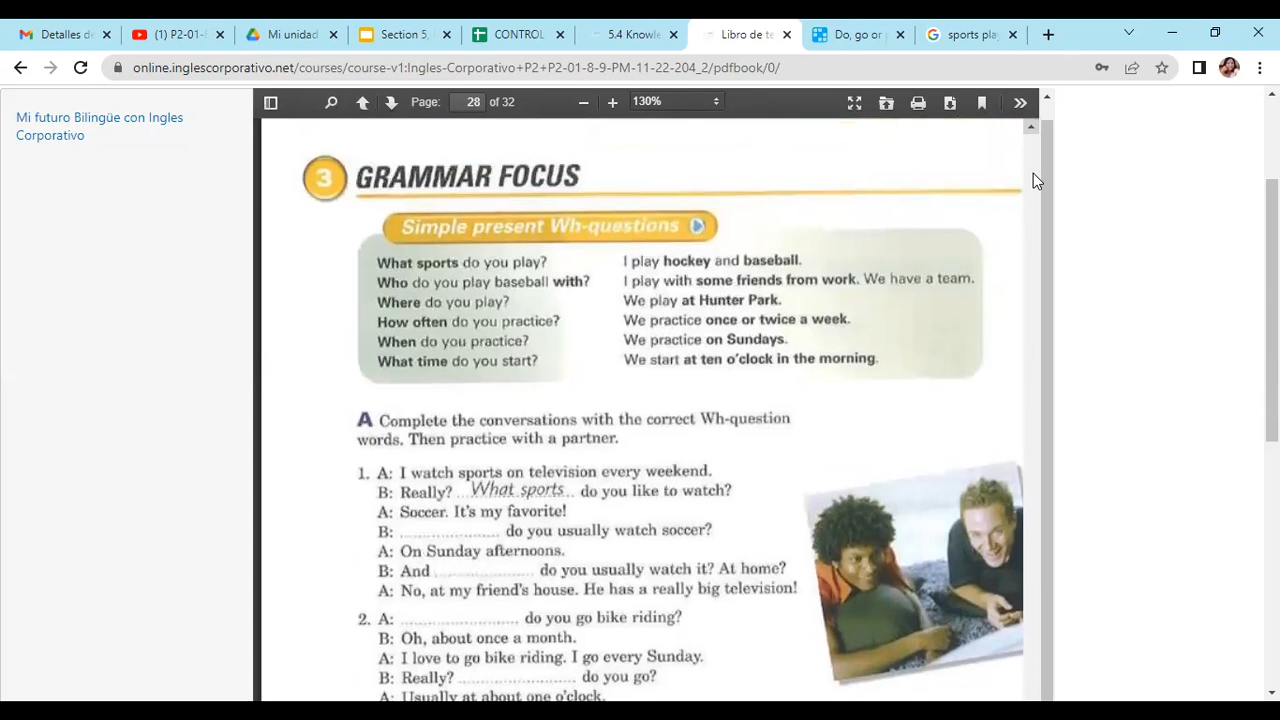 Detalles de
(1) P2-01-
Mi unidad
Section 5,
CONTROL
5.4 Knowle
Libro de te
Do, go or p
sports pla
online.inglescorporativo.net/courses/course-v1:Ingles-Corporativo+P2+P2-01-8-9-PM-11-22-204_2/pdfbook/0/
Mi futuro Bilingüe con Ingles
Corporativo
Page: 28 of 32
130%
3 GRAMMAR FOCUS
Simple present Wh-questions
What sports do you play? I play hockey and baseball.
Who do you play baseball with? I play with some friends from work. We have a team.
Where do you play? We play at Hunter Park.
How often do you practice? We practice once or twice a week.
When do you practice? We practice on Sundays.
What time do you start? We start at ten o'clock in the morning.
A Complete the conversations with the correct Wh-question
words. Then practice with a partner.
1. A: I watch sports on television every weekend.
B: Really? What sports do you like to watch?
A: Soccer. It's my favorite!
B: .................... do you usually watch soccer?
A: On Sunday afternoons.
B: And .................... do you usually watch it? At home?
A: No, at my friend's house. He has a really big television!
2. A: .................... do you go bike riding?
B: Oh, about once a month.
A: I love to go bike riding. I go every Sunday.
B: Really? .................... do you go?
A: Usually at about one o'clock.